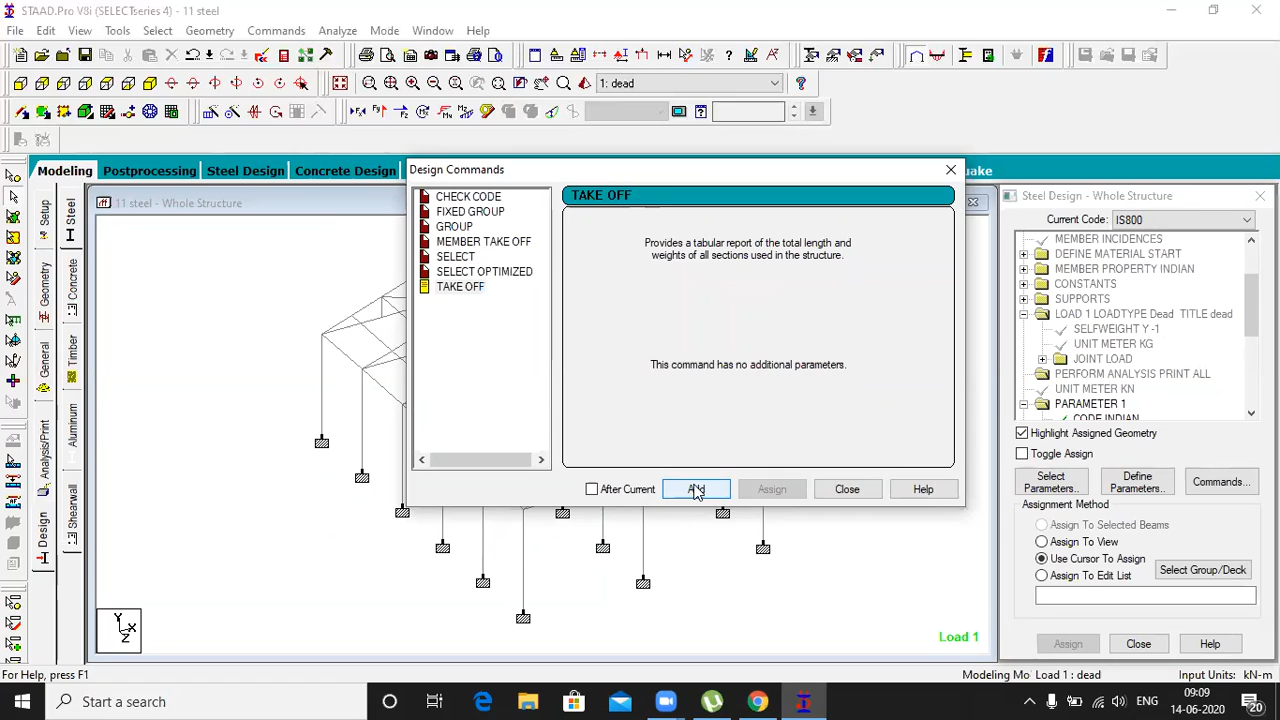 STAAD.Pro V8i (SELECTseries 4) - 11 steel
File Edit View Tools Select Geometry Commands Analyze Mode Window Help
1: dead
Modeling Postprocessing Steel Design Concrete Design
11 steel - Whole Structure
Setup
Geometry
General
Analysis/Print
Design
Steel
Concrete
Timber
Aluminum
Shearwall
Design Commands
CHECK CODE
FIXED GROUP
GROUP
MEMBER TAKE OFF
SELECT
SELECT OPTIMIZED
TAKE OFF
TAKE OFF
Provides a tabular report of the total length and
weights of all sections used in the structure.
This command has no additional parameters.
After Current Add Assign Close Help
Steel Design - Whole Structure
Current Code: IS800
MEMBER INCIDENCES
DEFINE MATERIAL START
MEMBER PROPERTY INDIAN
CONSTANTS
SUPPORTS
LOAD 1 LOADTYPE Dead TITLE dead
SELFWEIGHT Y -1
UNIT METER KG
JOINT LOAD
PERFORM ANALYSIS PRINT ALL
UNIT METER KN
PARAMETER 1
CODE INDIAN
Highlight Assigned Geometry
Toggle Assign
Select Parameters.. Define Parameters.. Commands...
Assignment Method
Assign To Selected Beams
Assign To View
Use Cursor To Assign
Select Group/Deck
Assign To Edit List
Assign Close Help
Y
X
Z
Load 1
For Help, press F1
Modeling Mo Load 1 : dead Input Units: kN-m
Start a search
ENG
09:09
14-06-2020
20